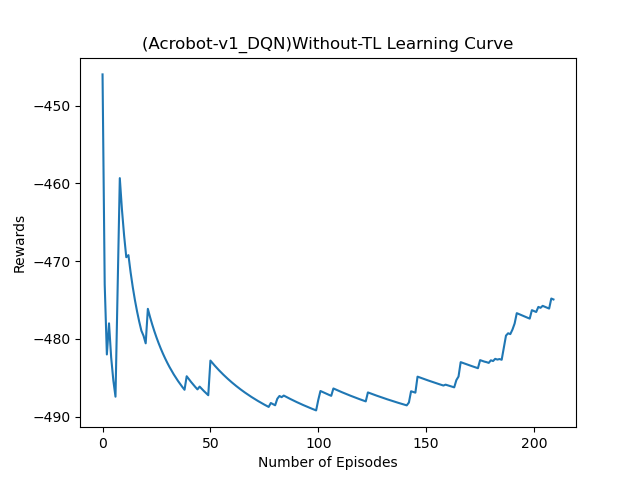 (Acrobot-v1_DQN)Without-TL Learning Curve
Rewards
−450
−460
−470
−480
−490
0 50 100 150 200
Number of Episodes